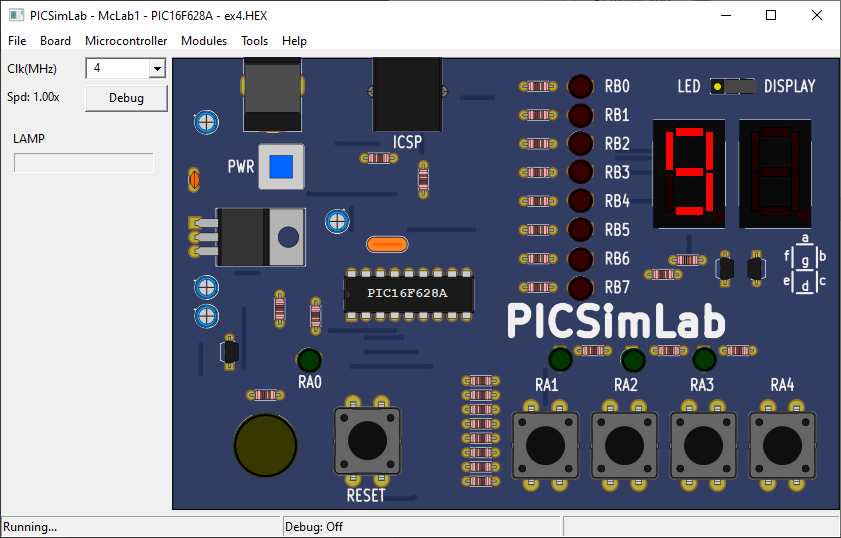 PICSimLab - McLab1 - PIC16F628A - ex4.HEX
File Board Microcontroller Modules Tools Help
Clk(MHz) 4
Spd: 1.00x Debug
LAMP
ICSP
PWR
RB0
RB1
RB2
RB3
RB4
RB5
RB6
RB7
LED DISPLAY
5
a
f b
g
e c
d
PIC16F628A
PICSimLab
RA0
RA1 RA2 RA3 RA4
RESET
Running... Debug: Off